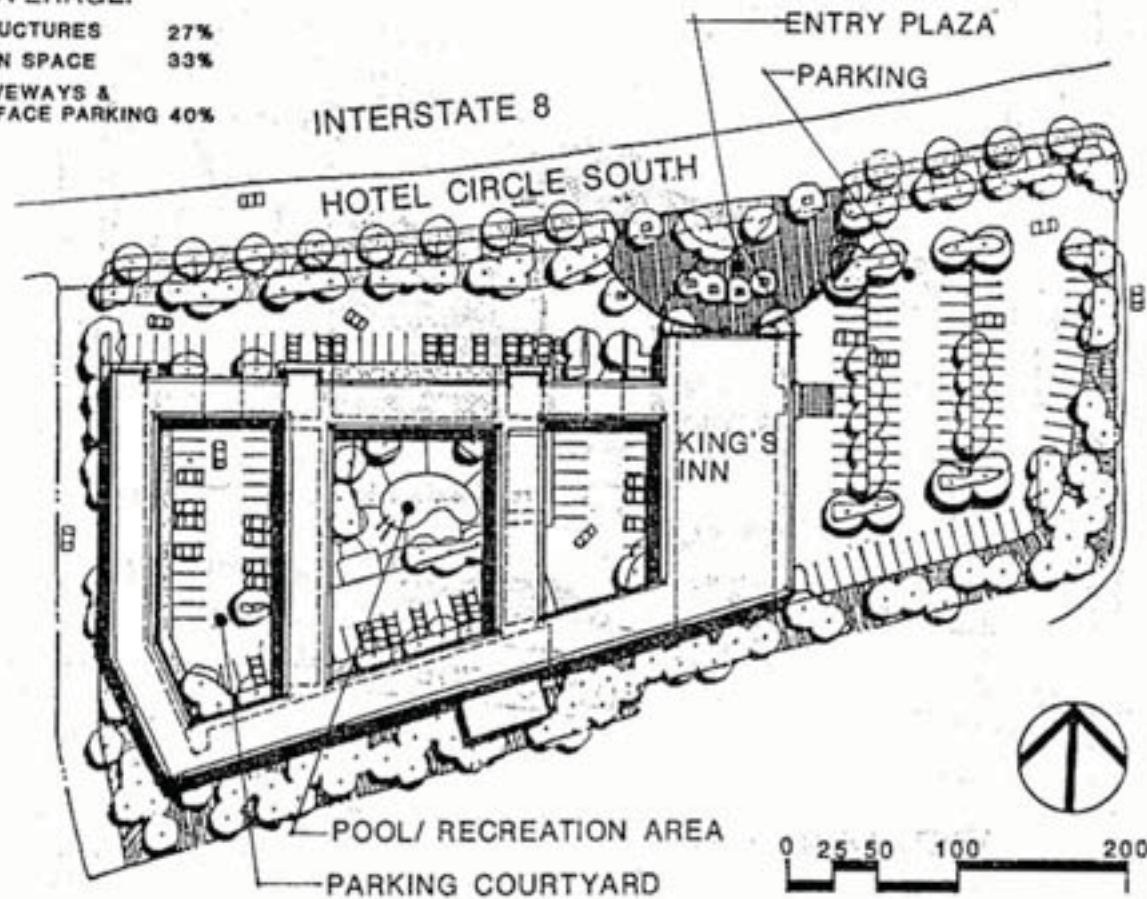 UCTURES 27%
N SPACE 33%
EWAYS &
FACE PARKING 40%
INTERSTATE 8
HOTEL CIRCLE SOUTH
ENTRY PLAZA
PARKING
KING'S
INN
POOL/ RECREATION AREA
PARKING COURTYARD
0 25 50 100 200